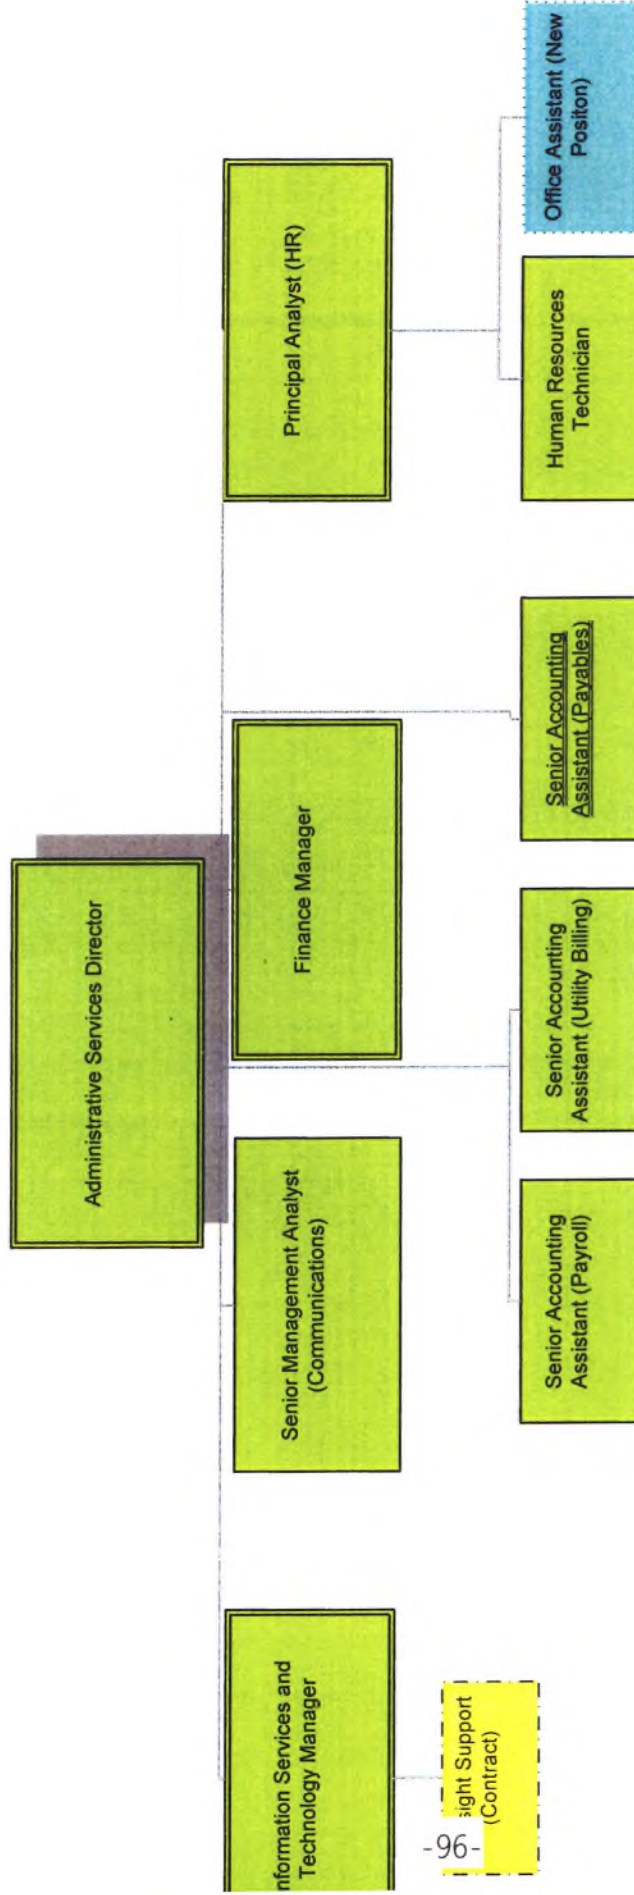 Administrative Services Director
nformation Services and
Technology Manager
Senior Management Analyst
(Communications)
Finance Manager
Principal Analyst (HR)
sight Support
(Contract)
Senior Accounting
Assistant (Payroll)
Senior Accounting
Assistant (Utility Billing)
Senior Accounting
Assistant (Payables)
Human Resources
Technician
Office Assistant (New
Positon)
-96-